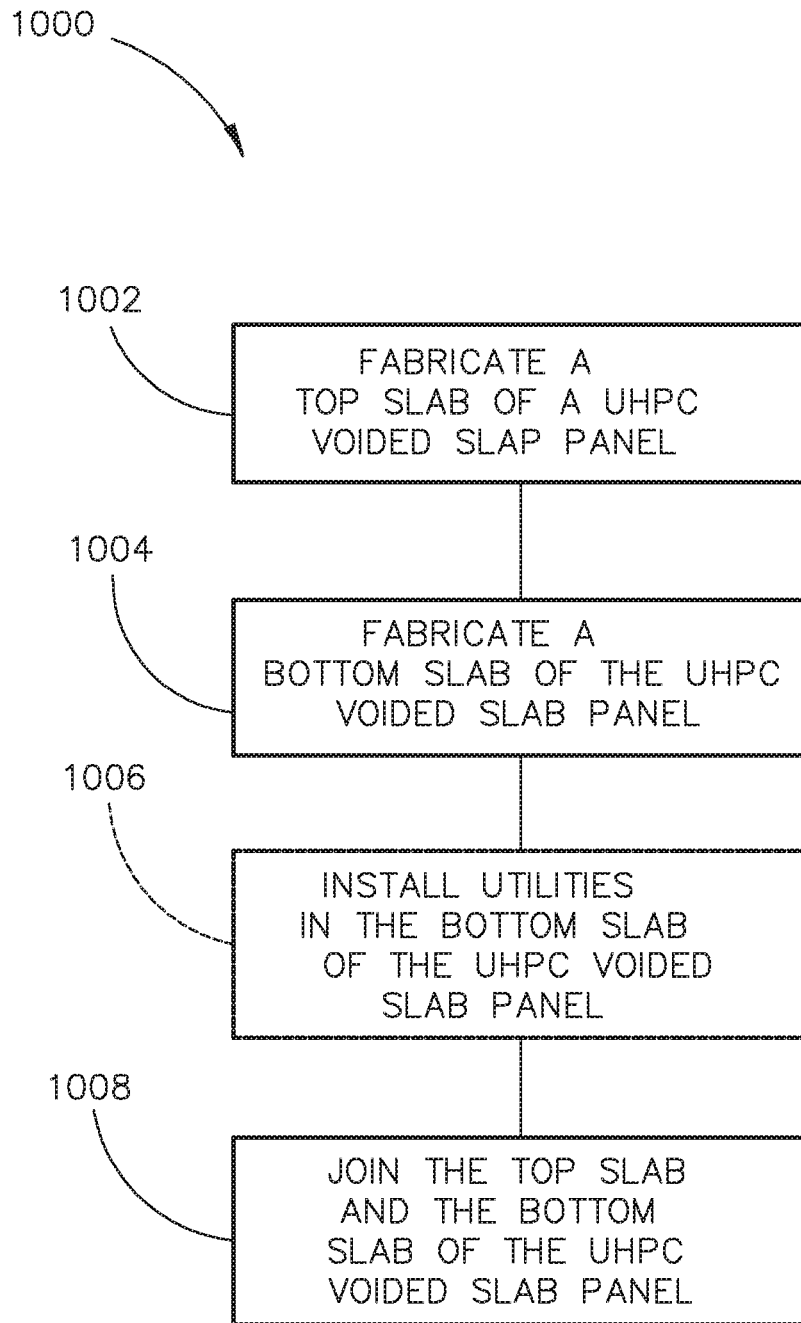 1000
1002
FABRICATE A
TOP SLAB OF A UHPC
VOIDED SLAP PANEL
1004
FABRICATE A
BOTTOM SLAB OF THE UHPC
VOIDED SLAB PANEL
1006
INSTALL UTILITIES
IN THE BOTTOM SLAB
OF THE UHPC VOIDED
SLAB PANEL
1008
JOIN THE TOP SLAB
AND THE BOTTOM
SLAB OF THE UHPC
VOIDED SLAB PANEL